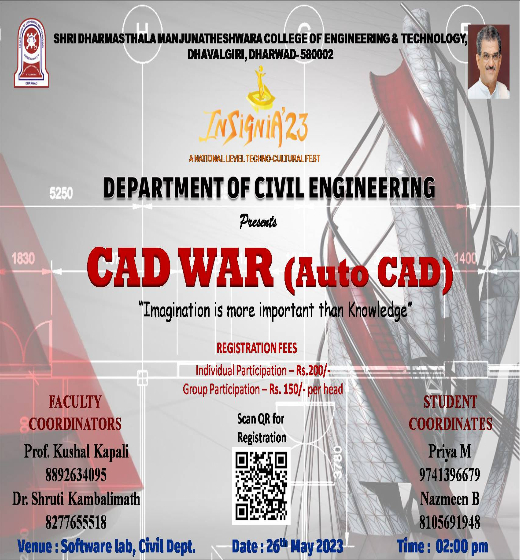 SHRI DHARMASTHALA MANJUNATHESHWARA COLLEGE OF ENGINEERING & TECHNOLOGY,
DHAVALGIRI, DHARWAD-580002
INSIGNIA'23
A NATIONAL LEVEL TECHNO-CULTURAL FEST
5250
DEPARTMENT OF CIVIL ENGINEERING
Presents
1830
1400
CAD WAR (Auto CAD)
"Imagination is more important than Knowledge"
REGISTRATION FEES
Individual Participation – Rs.200/-
Group Participation – Rs. 150/- per head
FACULTY
COORDINATORS
Prof. Kushal Kapali
8892634095
Dr. Shruti Kambalimath
8277655518
Scan QR for
Registration
3780
STUDENT
COORDINATES
Priya M
9741396679
Nazmeen B
8105691948
Venue : Software lab, Civil Dept.
Date : 26th May 2023
Time : 02:00 pm